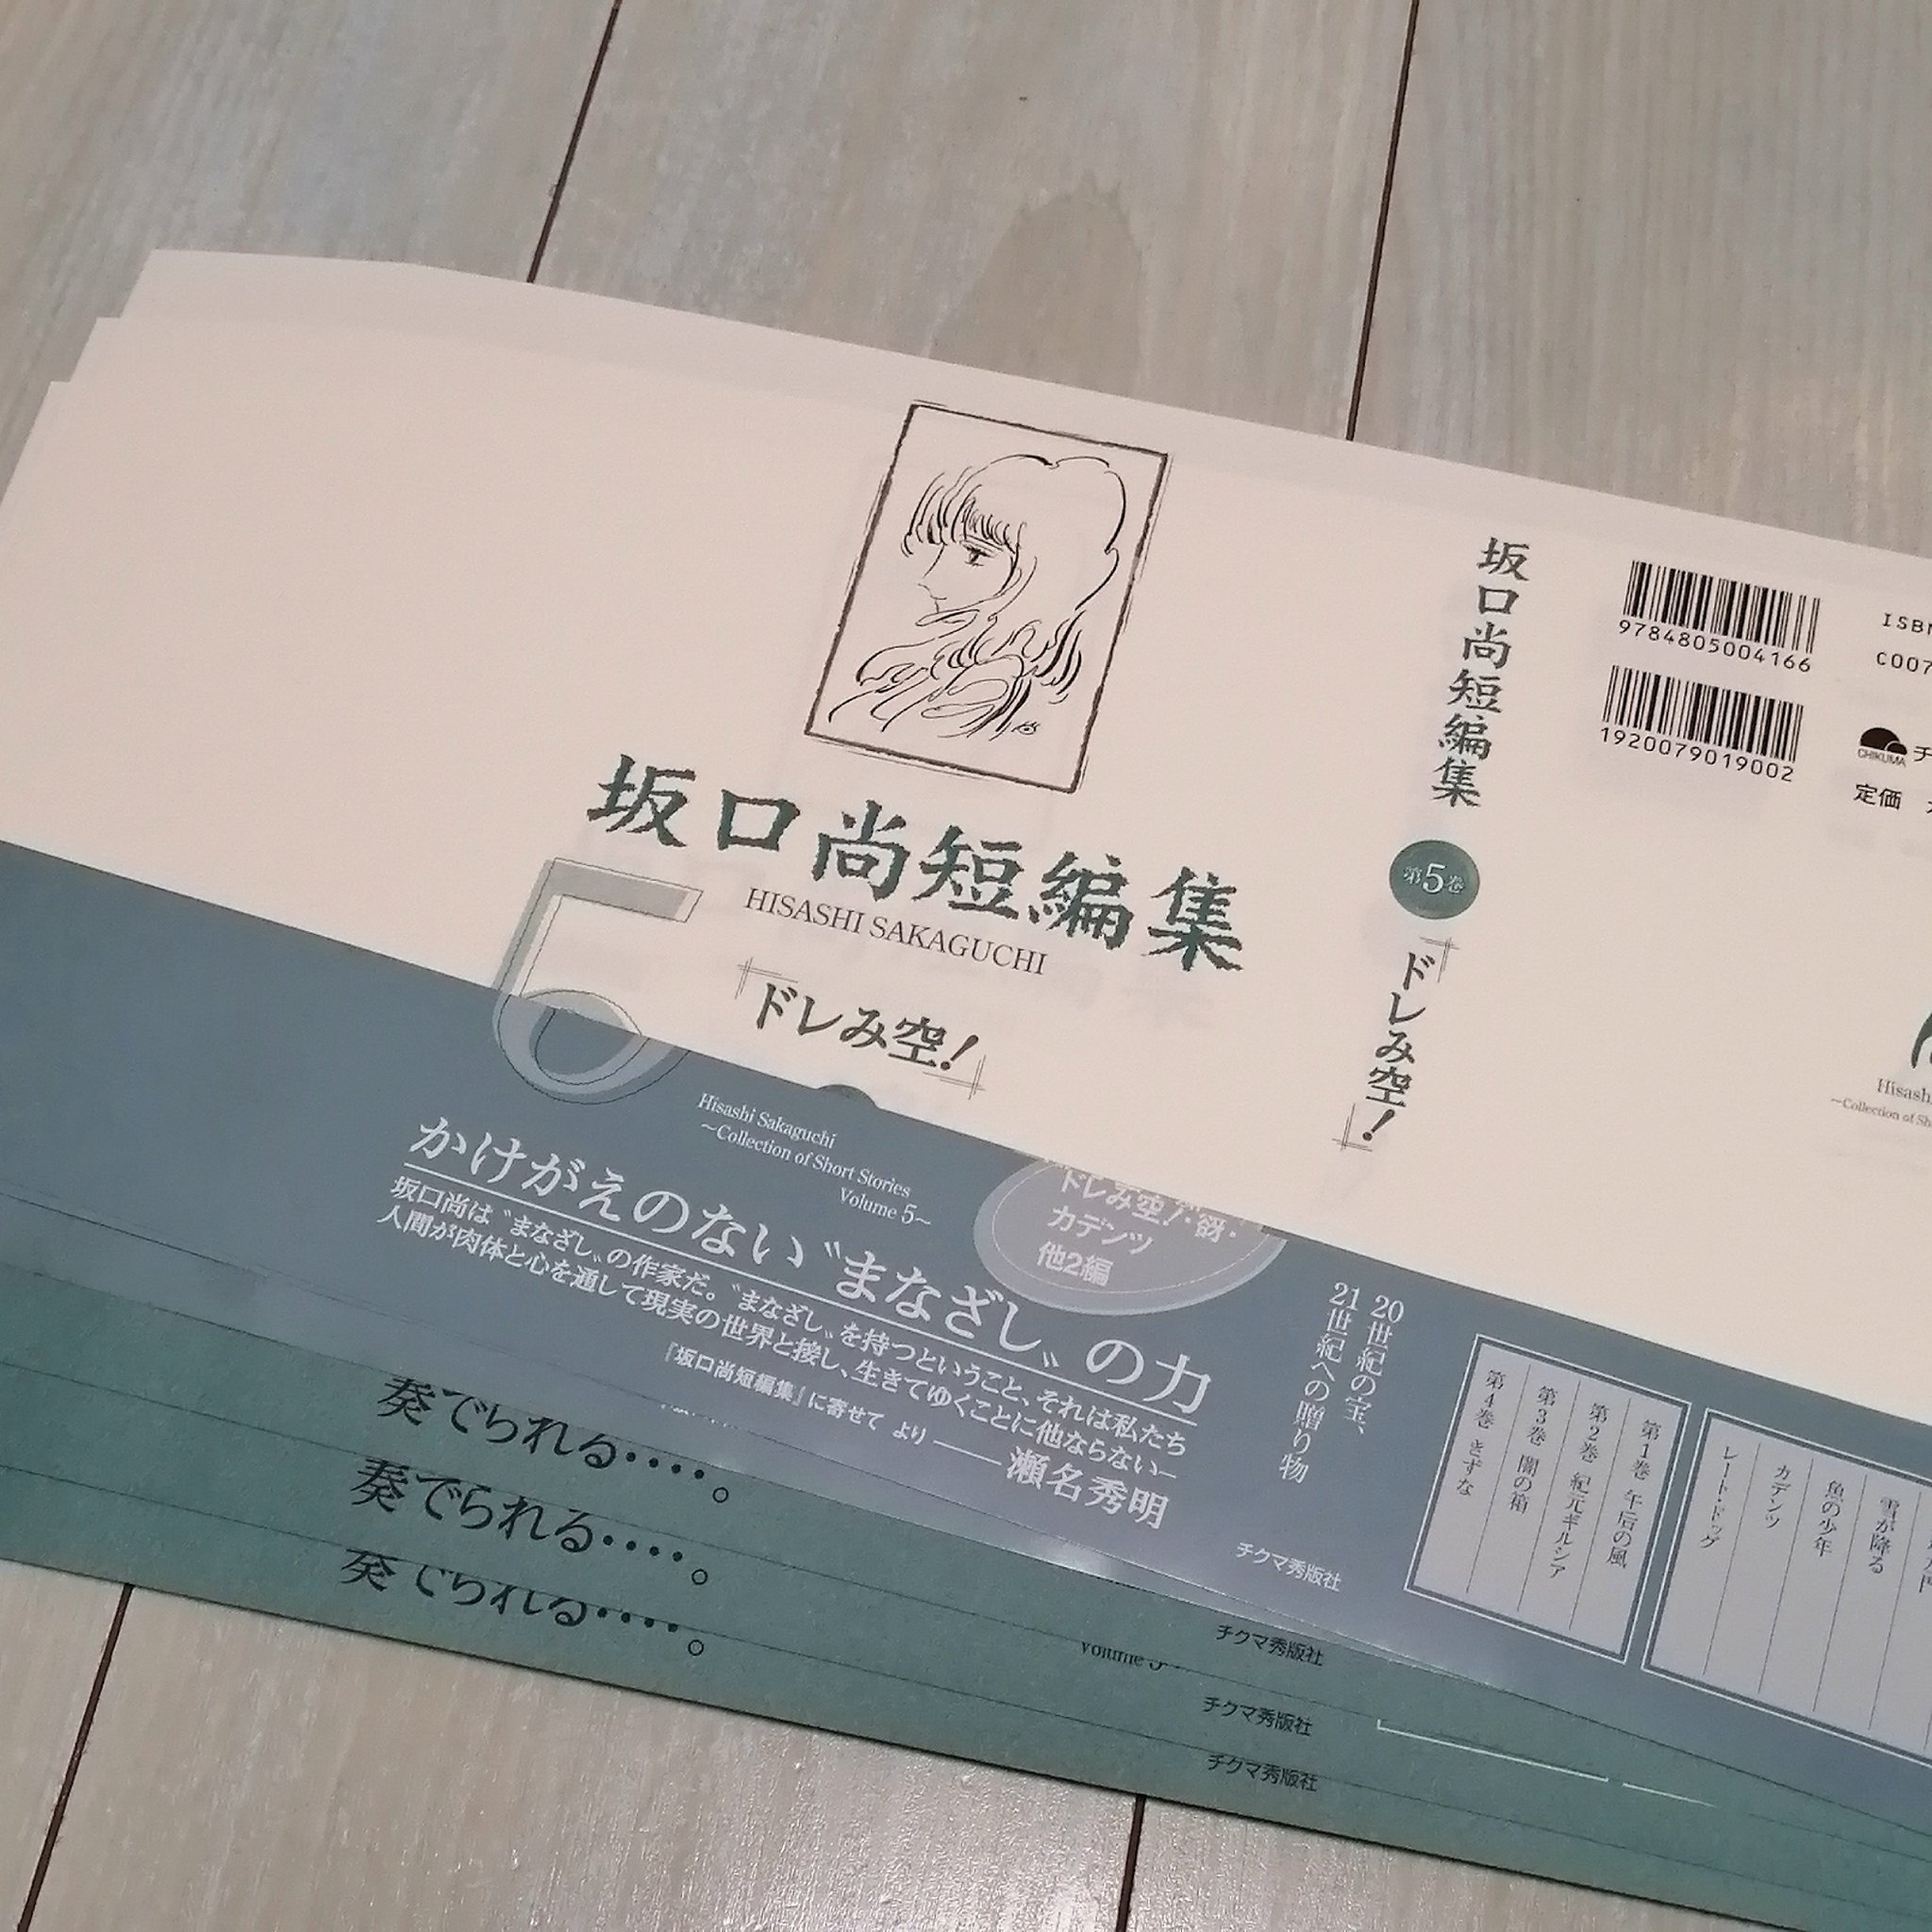 坂口尚短編集
HISASHI SAKAGUCHI
5
「ドレみ空!」
Hisashi Sakaguchi
~Collection of Short Stories
Volume 5~
かけがえのない〝まなざし〟の力
坂口尚は〝まなざし〟の作家だ。〝まなざし〟を持つということ、それは私たち
人間が肉体と心を通して現実の世界と接し、生きてゆくことに他ならない―
『坂口尚短編集』に寄せて より ――瀬名秀明
ドレみ空!・
カデンツ
他2編
坂口尚短編集
第5巻
「ドレみ空!」
20世紀の宝、
21世紀への贈り物
チクマ秀版社
9784805004166
1920079019002
ISBN
C007
CHIKUMA
チ
定価
Hisash
~Collection of Sh
第1巻 午后の風
第2巻 紀元ギルシア
第3巻 闇の箱
第4巻 きずな
雪が降る
魚の少年
カデンツ
レート・ドッグ
奏でられる‥‥。
奏でられる‥‥。
奏でられる‥‥。
Volume 5
チクマ秀版社
チクマ秀版社
チクマ秀版社